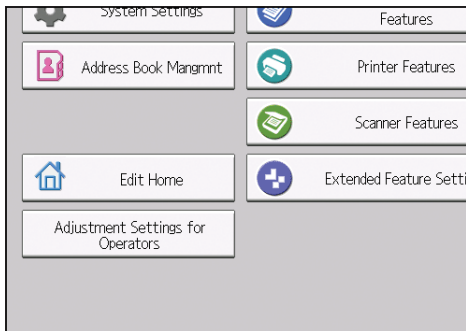 System Settings
Features
Address Book Mangmnt
Printer Features
Scanner Features
Edit Home
Extended Feature Setti
Adjustment Settings for
Operators